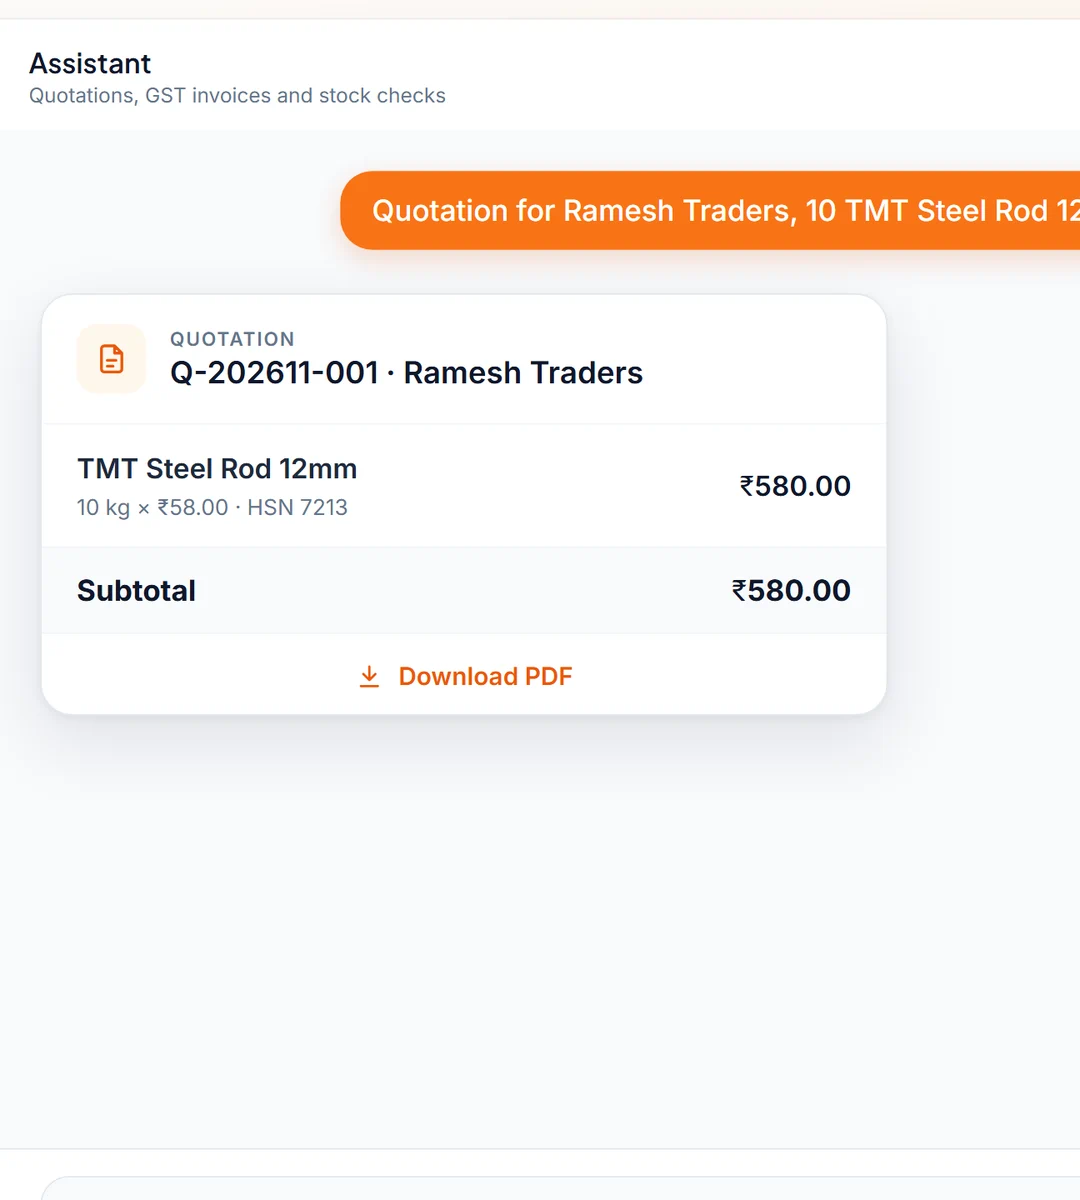 Assistant
Quotations, GST invoices and stock checks
Quotation for Ramesh Traders, 10 TMT Steel Rod 12
QUOTATION
Q-202611-001 · Ramesh Traders
TMT Steel Rod 12mm
10 kg × ₹58.00 · HSN 7213
₹580.00
Subtotal
₹580.00
Download PDF